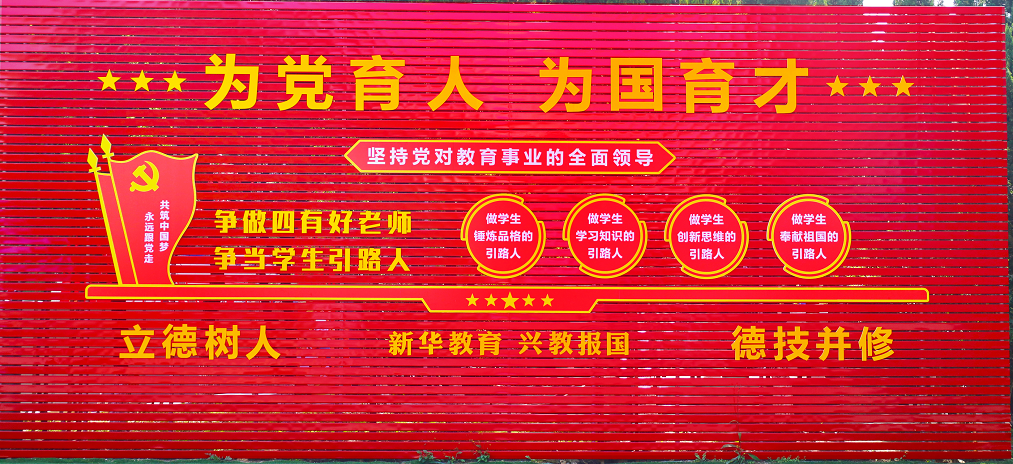 为党育人 为国育才
坚持党对教育事业的全面领导
共筑中国梦
永远跟党走
争做四有好老师
争当学生引路人
做学生
锤炼品格的
引路人
做学生
学习知识的
引路人
做学生
创新思维的
引路人
做学生
奉献祖国的
引路人
立德树人
新华教育 兴教报国
德技并修